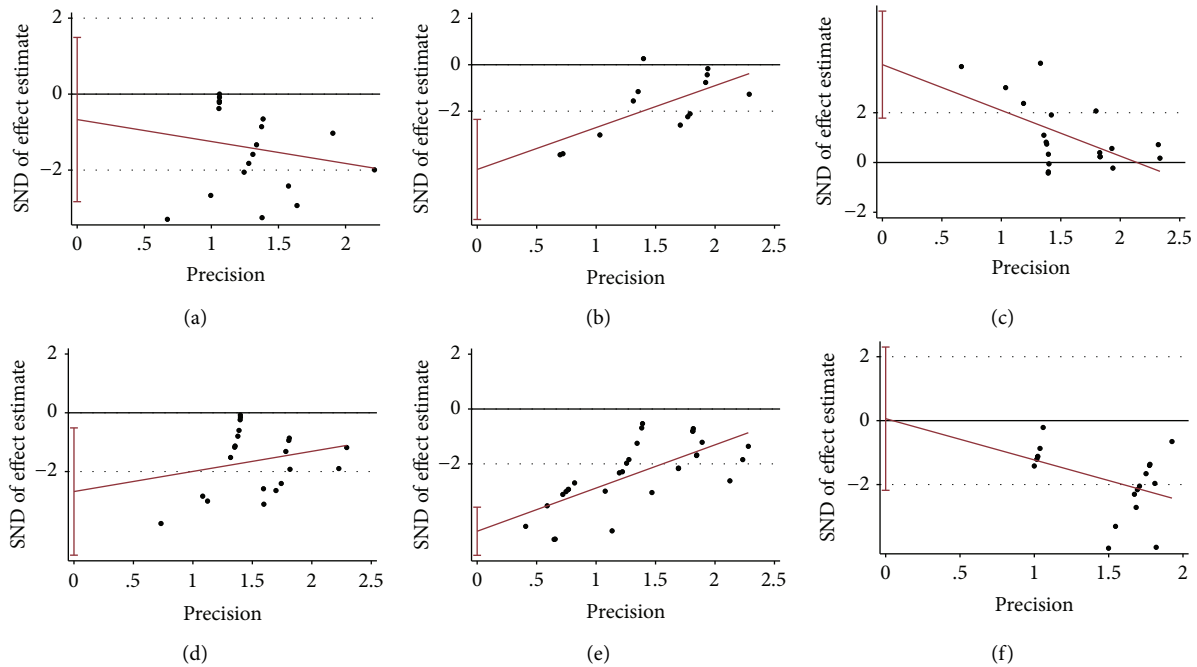 2
0
−2
SND of effect estimate
0 .5 1 1.5 2
Precision
(a)
2
0
−2
SND of effect estimate
0 .5 1 1.5 2 2.5
Precision
(b)
2
0
−2
SND of effect estimate
0 .5 1 1.5 2 2.5
Precision
(c)
2
0
−2
SND of effect estimate
0 .5 1 1.5 2 2.5
Precision
(d)
2
0
−2
SND of effect estimate
0 .5 1 1.5 2 2.5
Precision
(e)
2
0
−2
SND of effect estimate
0 .5 1 1.5 2
Precision
(f)